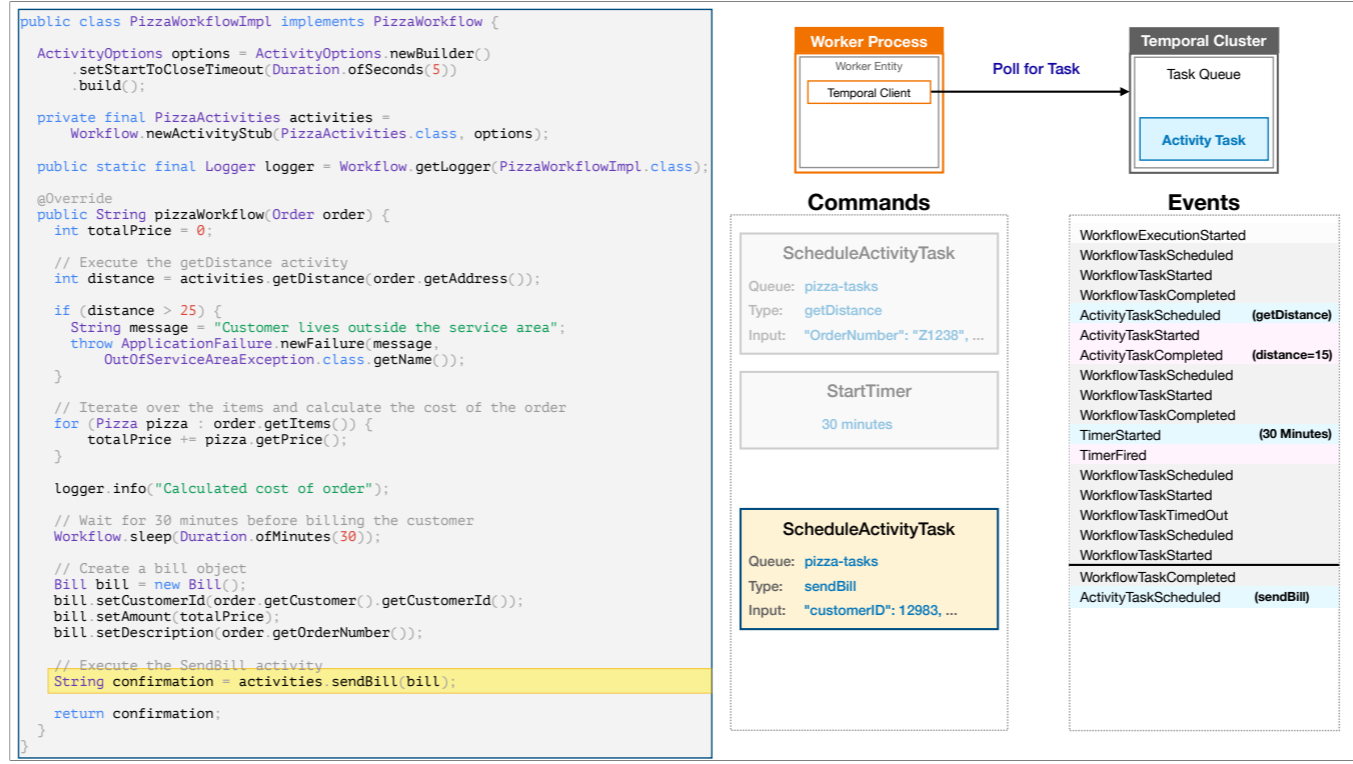 public class PizzaWorkflowImpl implements PizzaWorkflow {
ActivityOptions options = ActivityOptions.newBuilder()
.setStartToCloseTimeout(Duration.ofSeconds(5))
.build();
private final PizzaActivities activities =
Workflow.newActivityStub(PizzaActivities.class, options);
public static final Logger logger = Workflow.getLogger(PizzaWorkflowImpl.class);
@Override
public String pizzaWorkflow(Order order) {
int totalPrice = 0;
// Execute the getDistance activity
int distance = activities.getDistance(order.getAddress());
if (distance > 25) {
String message = "Customer lives outside the service area";
throw ApplicationFailure.newFailure(message,
OutOfServiceAreaException.class.getName());
}
// Iterate over the items and calculate the cost of the order
for (Pizza pizza : order.getItems()) {
totalPrice += pizza.getPrice();
}
logger.info("Calculated cost of order");
// Wait for 30 minutes before billing the customer
Workflow.sleep(Duration.ofMinutes(30));
// Create a bill object
Bill bill = new Bill();
bill.setCustomerId(order.getCustomer().getCustomerId());
bill.setAmount(totalPrice);
bill.setDescription(order.getOrderNumber());
// Execute the SendBill activity
String confirmation = activities.sendBill(bill);
return confirmation;
}
}
Worker Process
Worker Entity
Temporal Client
Poll for Task
Temporal Cluster
Task Queue
Activity Task
Commands
ScheduleActivityTask
Queue: pizza-tasks
Type: getDistance
Input: "OrderNumber": "Z1238", ...
StartTimer
30 minutes
ScheduleActivityTask
Queue: pizza-tasks
Type: sendBill
Input: "customerID": 12983, ...
Events
WorkflowExecutionStarted
WorkflowTaskScheduled
WorkflowTaskStarted
WorkflowTaskCompleted
ActivityTaskScheduled (getDistance)
ActivityTaskStarted
ActivityTaskCompleted (distance=15)
WorkflowTaskScheduled
WorkflowTaskStarted
WorkflowTaskCompleted
TimerStarted (30 Minutes)
TimerFired
WorkflowTaskScheduled
WorkflowTaskStarted
WorkflowTaskTimedOut
WorkflowTaskScheduled
WorkflowTaskStarted
WorkflowTaskCompleted
ActivityTaskScheduled (sendBill)